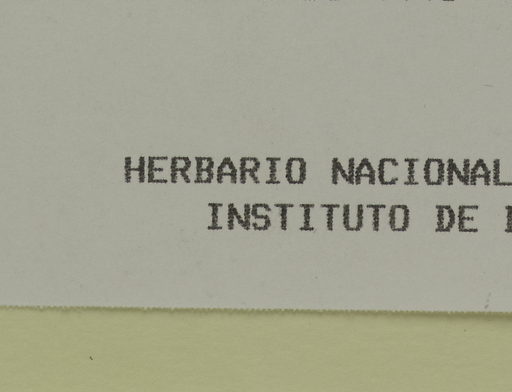 HERBARIO NACIONAL
INSTITUTO DE